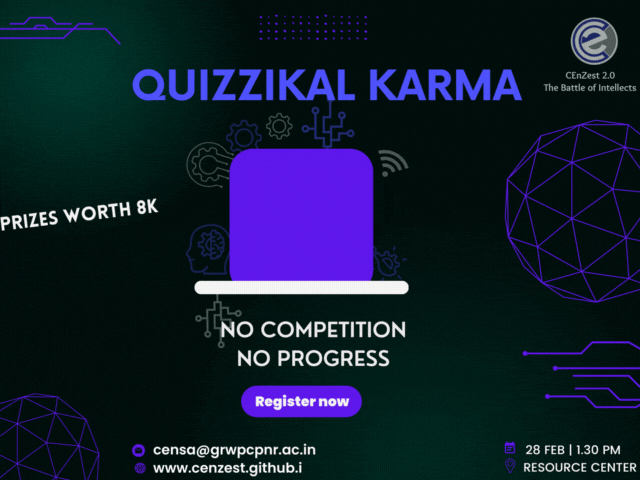 QUIZZIKAL KARMA
CEnZest 2.0
The Battle of Intellects
PRIZES WORTH 8K
NO COMPETITION
NO PROGRESS
Register now
censa@grwpcpnr.ac.in
www.cenzest.github.i
28 FEB | 1.30 PM
RESOURCE CENTER